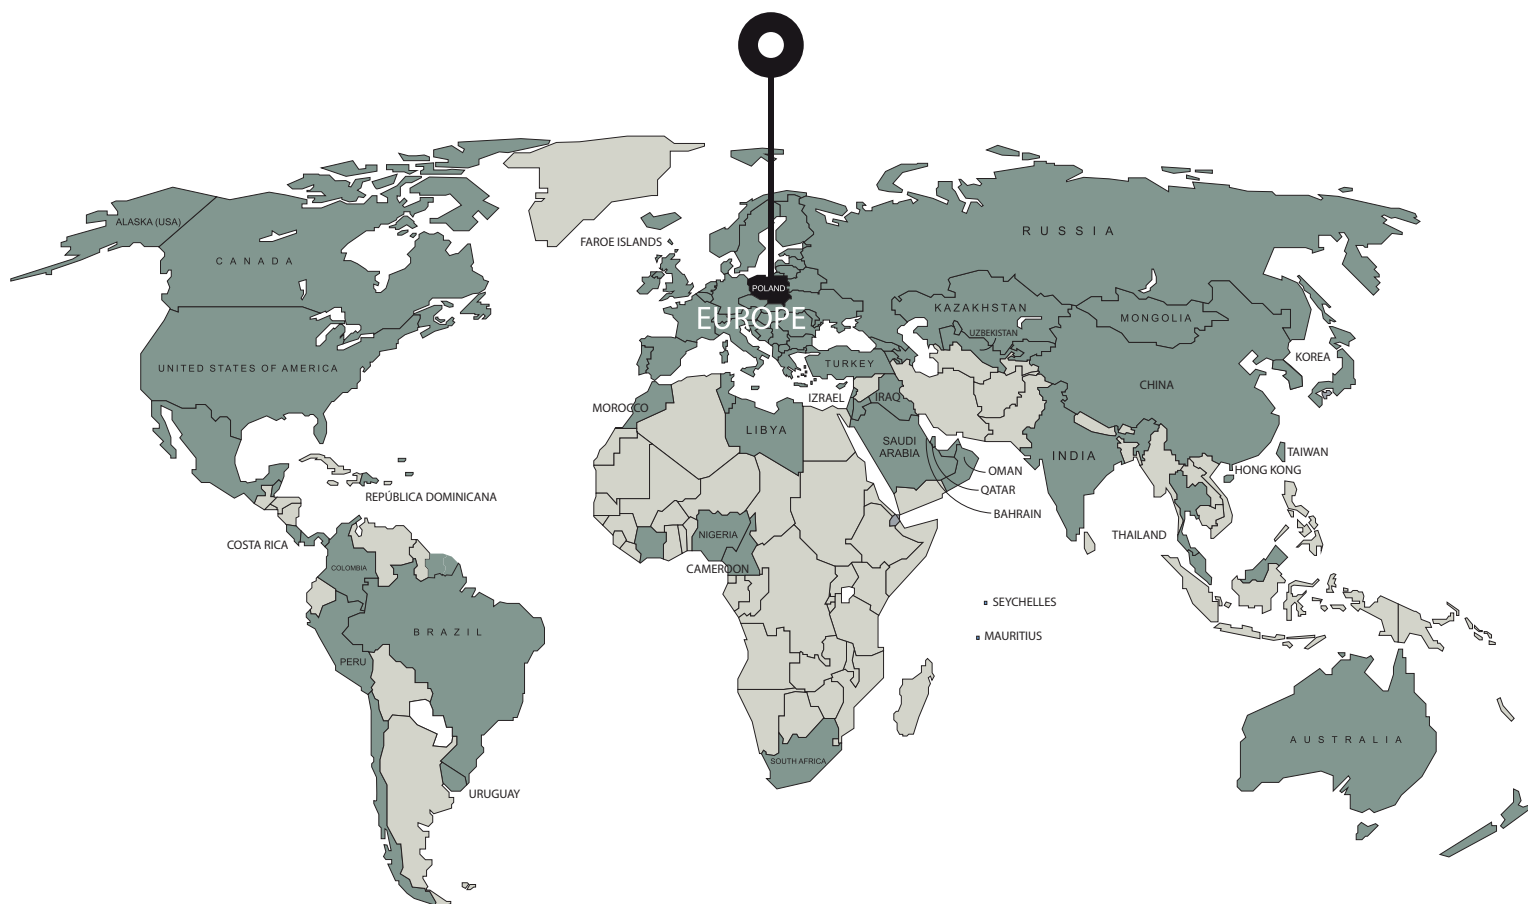 ALASKA (USA)
CANADA
FAROE ISLANDS
RUSSIA
POLAND
EUROPE
KAZAKHSTAN
MONGOLIA
UZBEKISTAN
UNITED STATES OF AMERICA
TURKEY
KOREA
CHINA
MOROCCO
IZRAEL
IRAQ
LIBYA
SAUDI
ARABIA
INDIA
TAIWAN
HONG KONG
OMAN
QATAR
BAHRAIN
REPÚBLICA DOMINICANA
COSTA RICA
NIGERIA
THAILAND
COLOMBIA
CAMEROON
SEYCHELLES
BRAZIL
MAURITIUS
PERU
AUSTRALIA
SOUTH AFRICA
URUGUAY